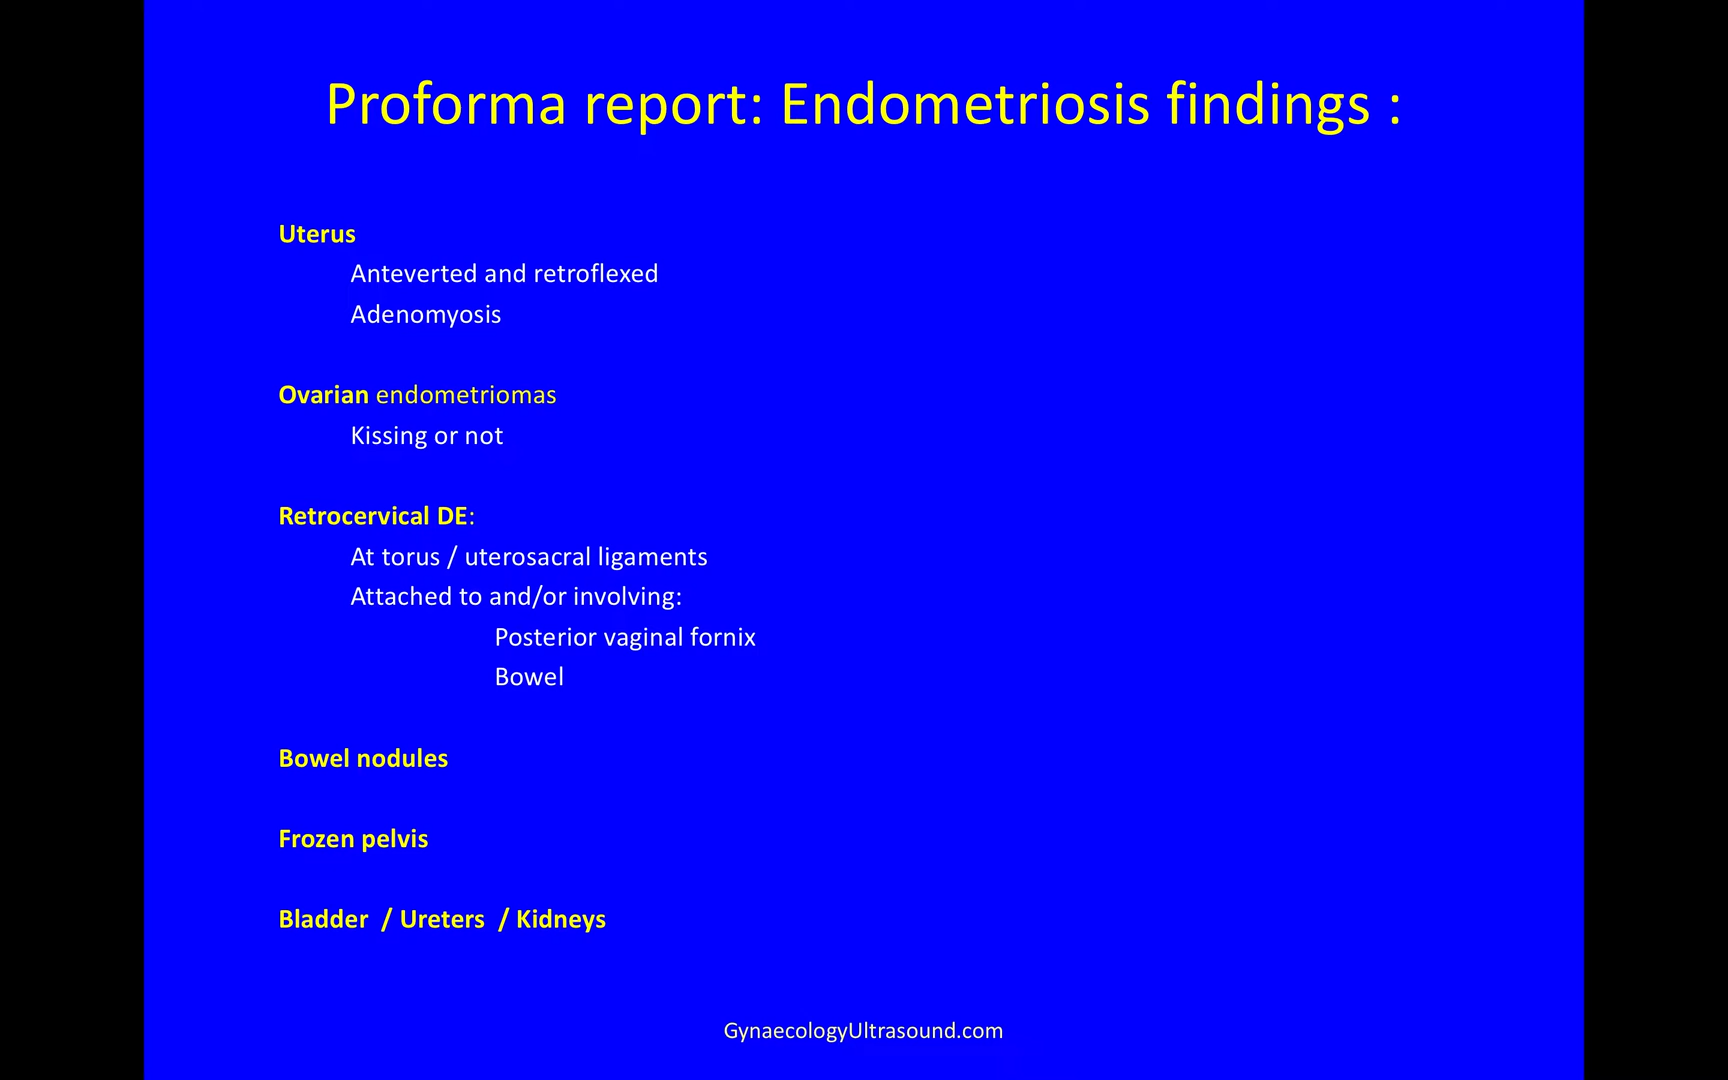 Proforma report: Endometriosis findings :
Uterus
Anteverted and retroflexed
Adenomyosis
Ovarian endometriomas
Kissing or not
Retrocervical DE:
At torus / uterosacral ligaments
Attached to and/or involving:
Posterior vaginal fornix
Bowel
Bowel nodules
Frozen pelvis
Bladder / Ureters / Kidneys
GynaecologyUltrasound.com